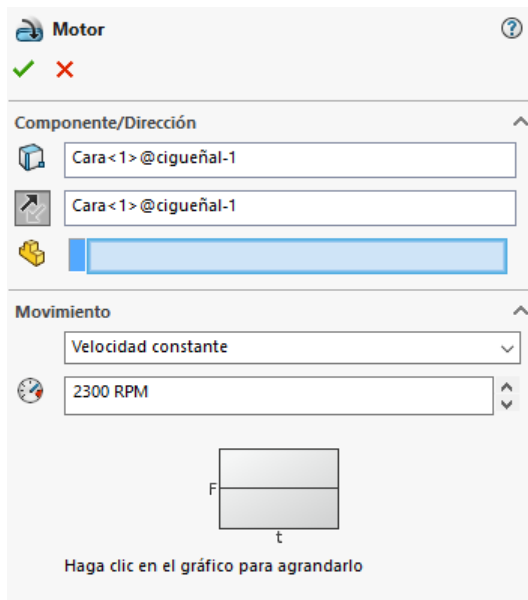 Motor
Componente/Dirección
Cara<1>@cigueñal-1
Cara<1>@cigueñal-1
Movimiento
Velocidad constante
2300 RPM
F
t
Haga clic en el gráfico para agrandarlo